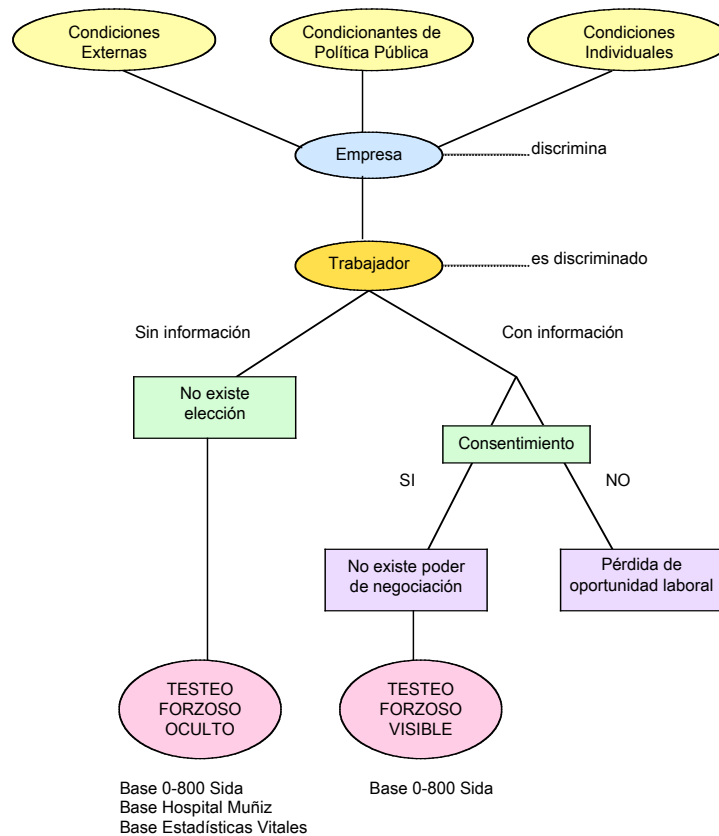 Condiciones
Externas
Condicionantes de
Política Pública
Condiciones
Individuales
Empresa
discrimina
Trabajador
es discriminado
Sin información
Con información
No existe
elección
Consentimiento
SI
NO
No existe poder
de negociación
Pérdida de
oportunidad laboral
TESTEO
FORZOSO
OCULTO
TESTEO
FORZOSO
VISIBLE
Base 0-800 Sida
Base Hospital Muñiz
Base Estadísticas Vitales
Base 0-800 Sida